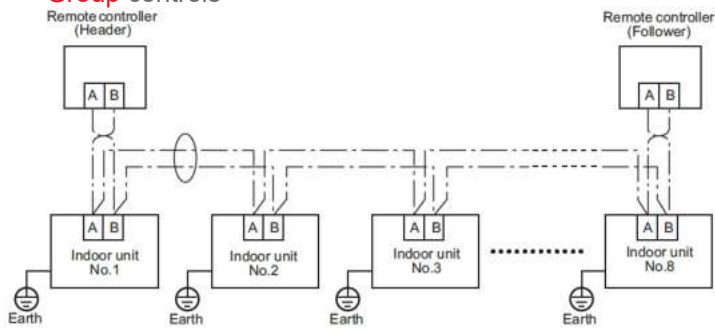 Group controls
Remote controller
(Header)
Remote controller
(Follower)
A B
A B
A B
Indoor unit
No.1
A B
Indoor unit
No.2
A B
Indoor unit
No.3
A B
Indoor unit
No.8
Earth
Earth
Earth
Earth